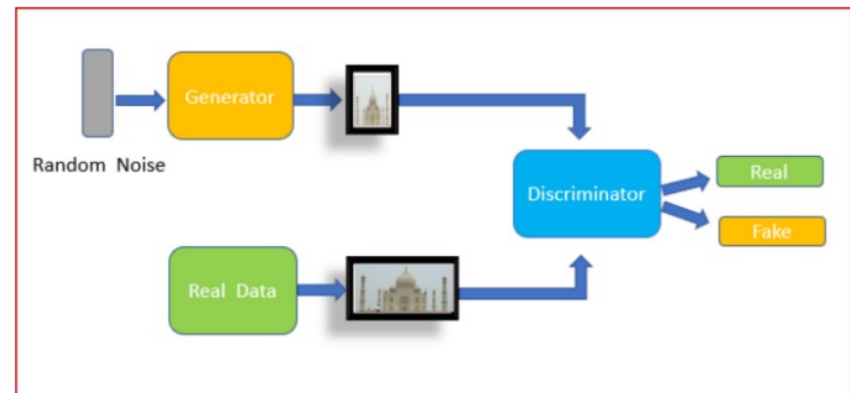 Generator
Random Noise
Discriminator
Real
Fake
Real Data